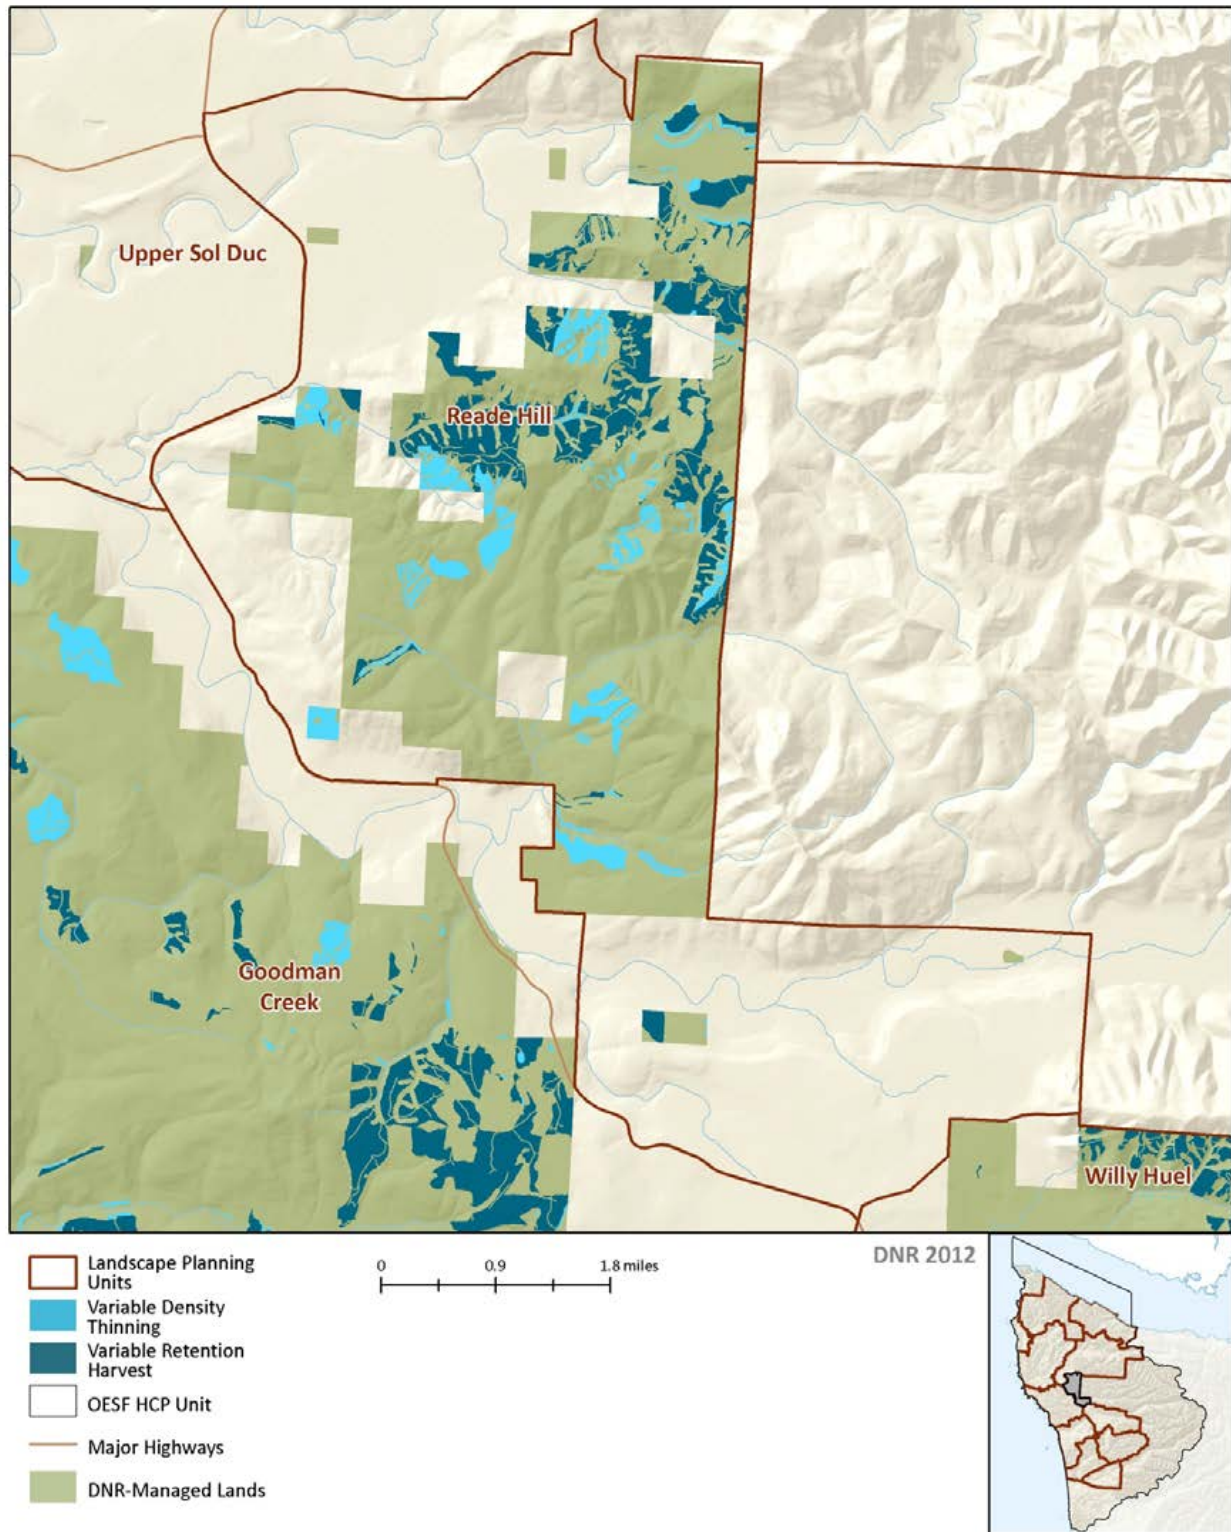 Upper Sol Duc
Reade Hill
Goodman
Creek
Willy Huel
Landscape Planning
Units
Variable Density
Thinning
Variable Retention
Harvest
OESF HCP Unit
Major Highways
DNR-Managed Lands
0 0.9 1.8 miles
DNR 2012